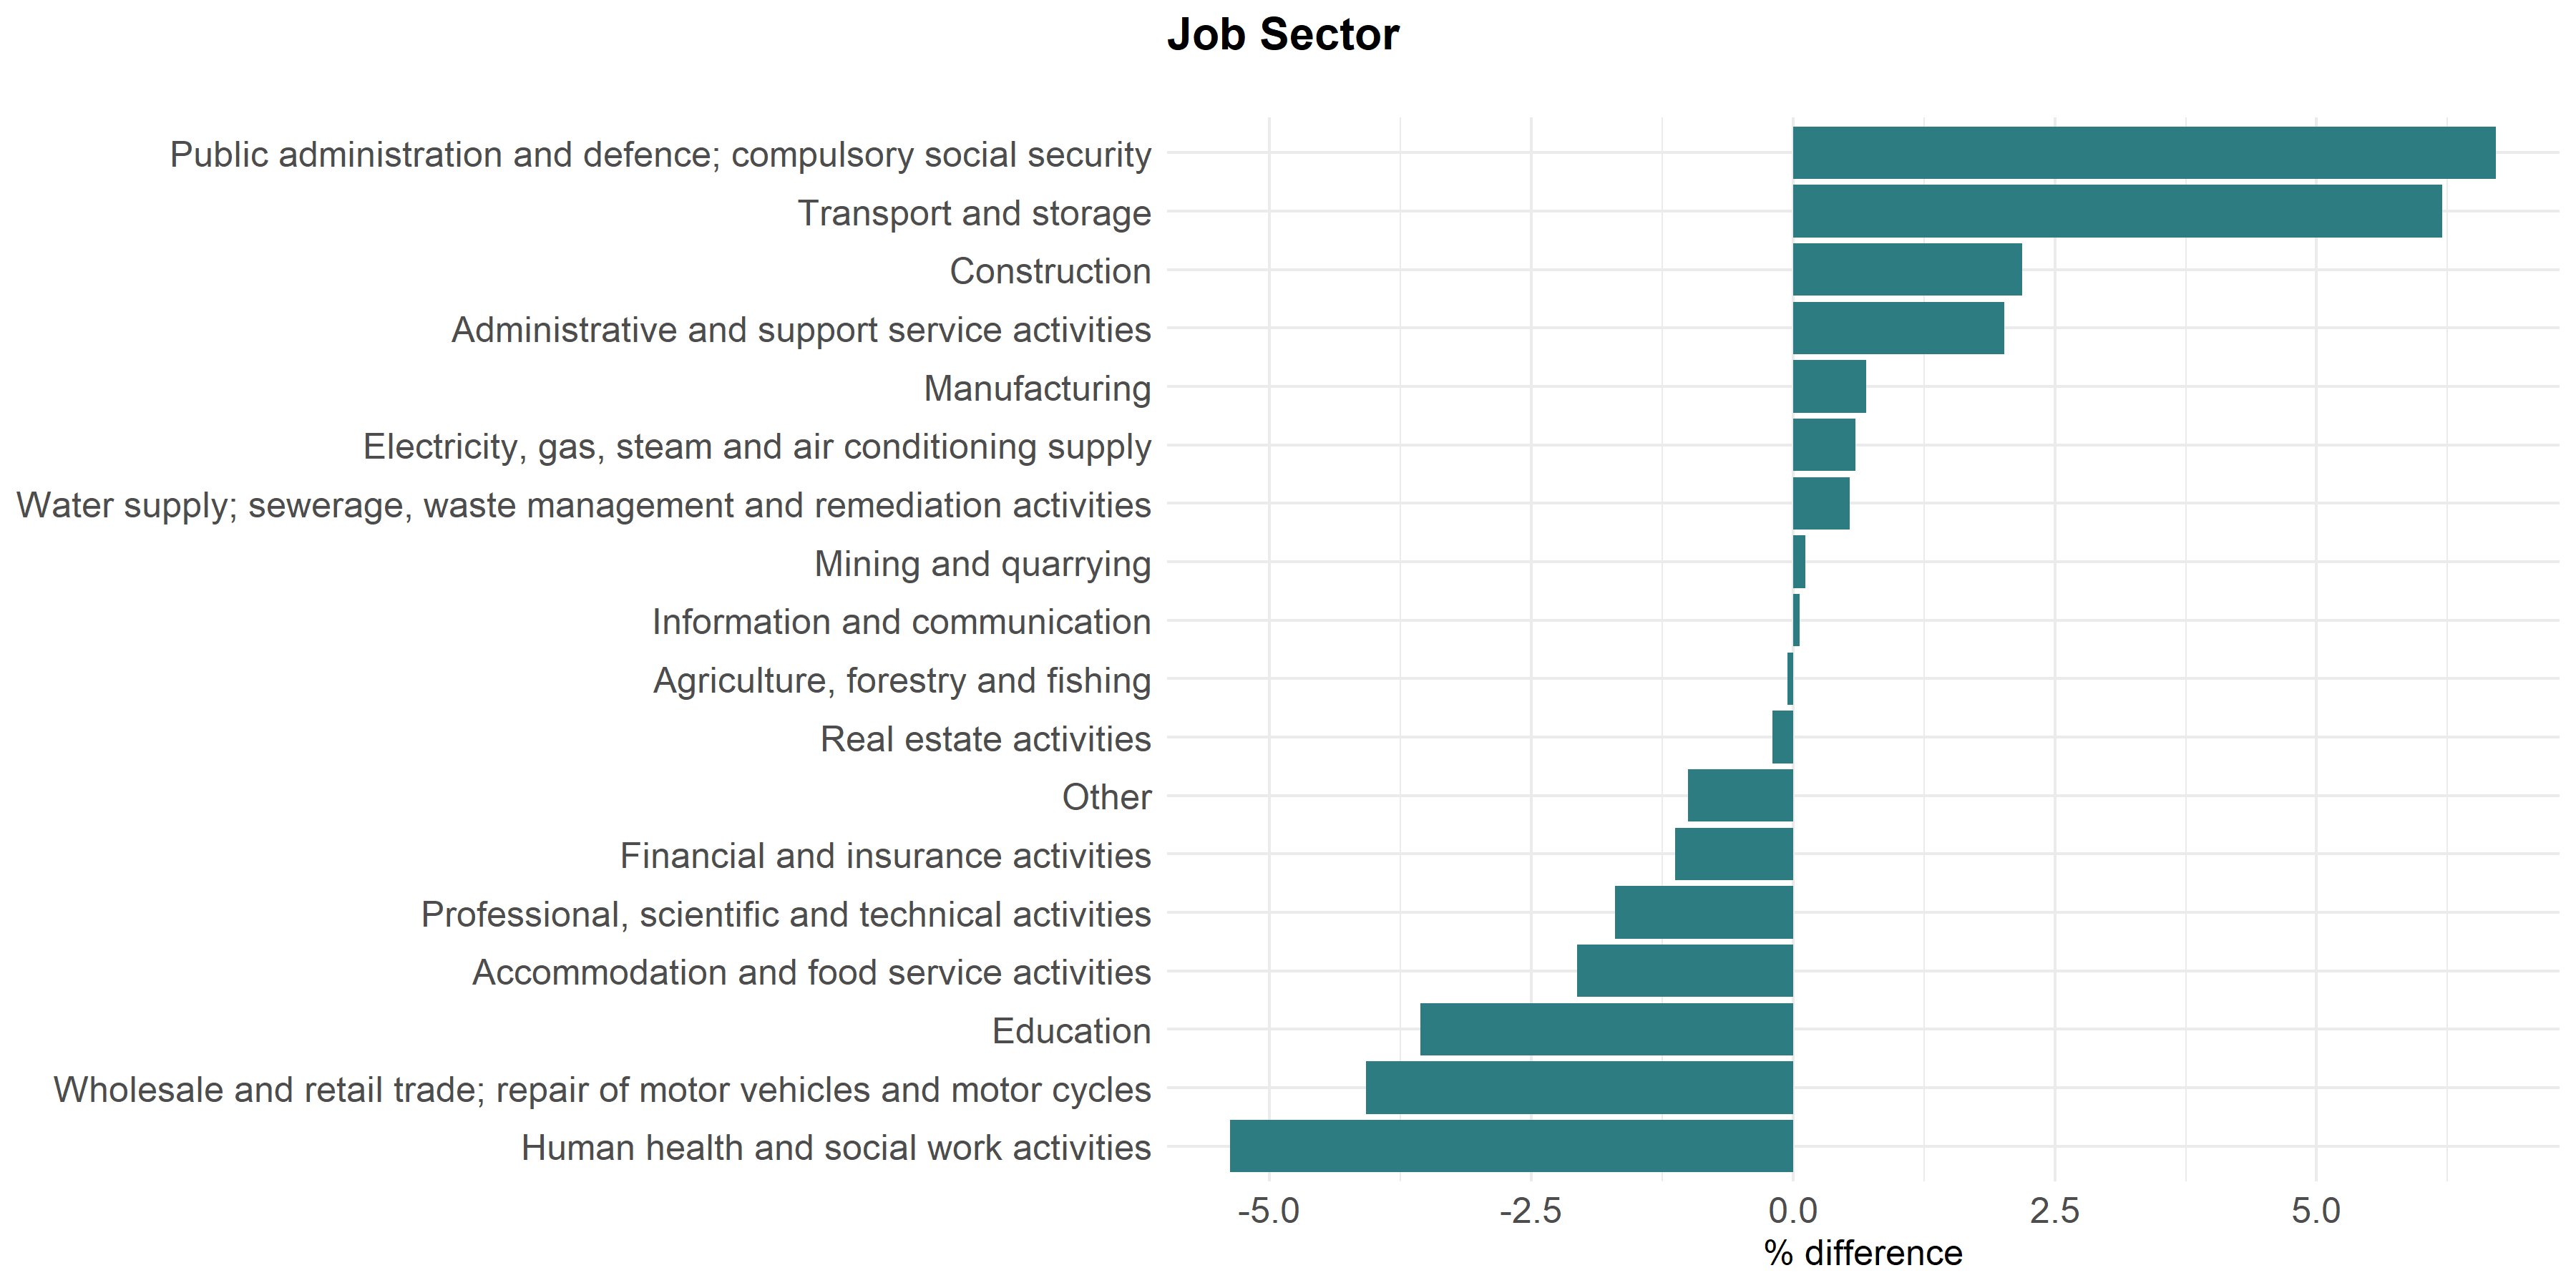 Job Sector
Public administration and defence; compulsory social security
Transport and storage
Construction
Administrative and support service activities
Manufacturing
Electricity, gas, steam and air conditioning supply
Water supply; sewerage, waste management and remediation activities
Mining and quarrying
Information and communication
Agriculture, forestry and fishing
Real estate activities
Other
Financial and insurance activities
Professional, scientific and technical activities
Accommodation and food service activities
Education
Wholesale and retail trade; repair of motor vehicles and motor cycles
Human health and social work activities
-5.0 -2.5 0.0 2.5 5.0
% difference